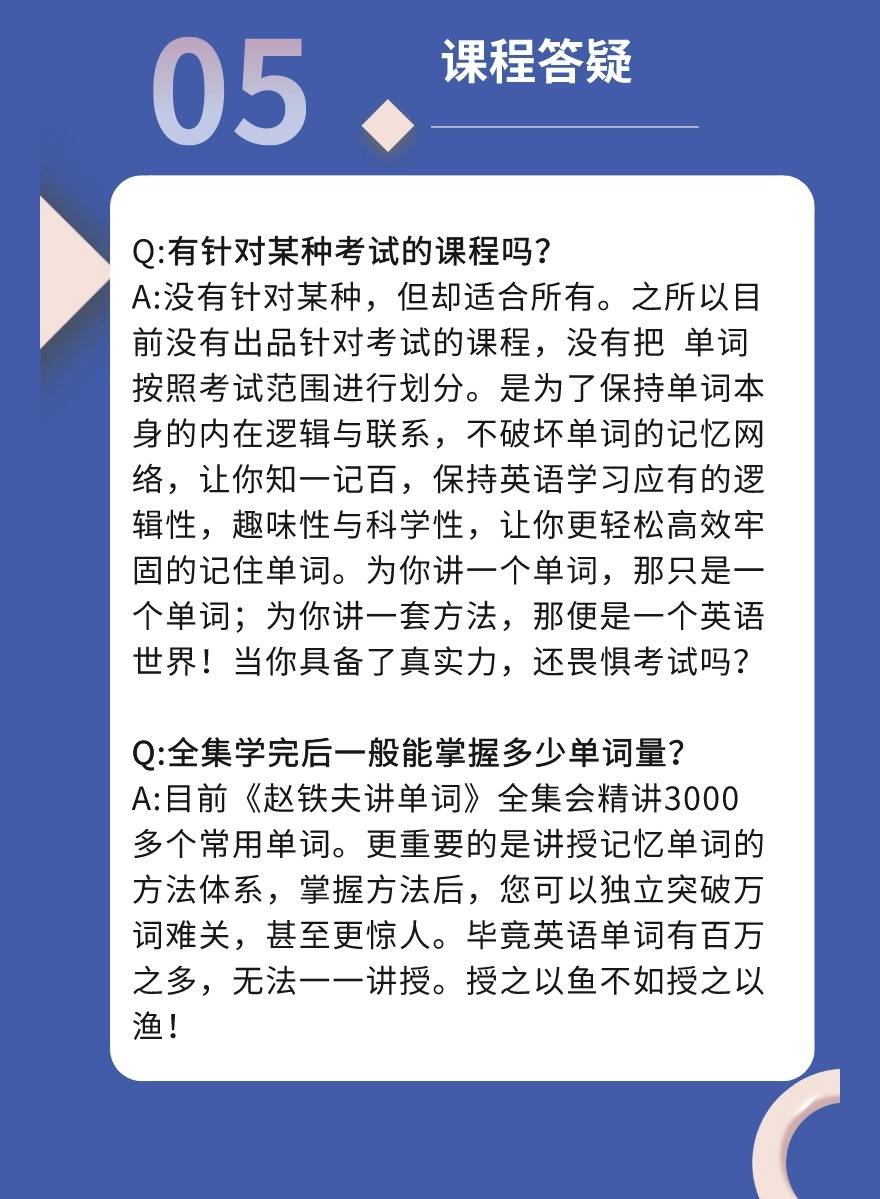 05
课程答疑
Q:有针对某种考试的课程吗？
A:没有针对某种，但却适合所有。之所以目
前没有出品针对考试的课程，没有把 单词
按照考试范围进行划分。是为了保持单词本
身的内在逻辑与联系，不破坏单词的记忆网
络，让你知一记百，保持英语学习应有的逻
辑性，趣味性与科学性，让你更轻松高效牢
固的记住单词。为你讲一个单词，那只是一
个单词；为你讲一套方法，那便是一个英语
世界！当你具备了真实力，还畏惧考试吗？
Q:全集学完后一般能掌握多少单词量？
A:目前《赵铁夫讲单词》全集会精讲3000
多个常用单词。更重要的是讲授记忆单词的
方法体系，掌握方法后，您可以独立突破万
词难关，甚至更惊人。毕竟英语单词有百万
之多，无法一一讲授。授之以鱼不如授之以
渔！